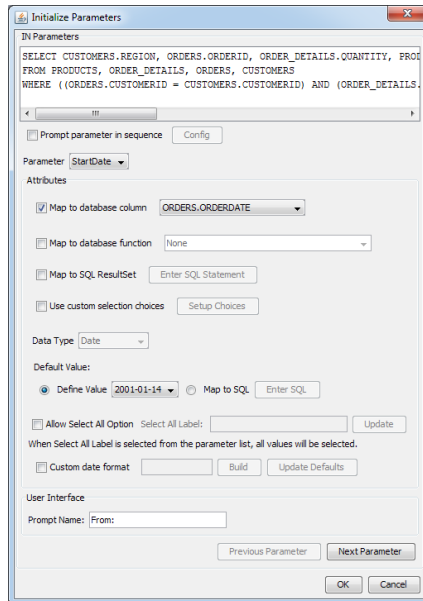 Initialize Parameters
IN Parameters
SELECT CUSTOMERS.REGION, ORDERS.ORDERID, ORDER_DETAILS.QUANTITY, PROD
FROM PRODUCTS, ORDER_DETAILS, ORDERS, CUSTOMERS
WHERE ((ORDERS.CUSTOMERID = CUSTOMERS.CUSTOMERID) AND (ORDER_DETAILS.
Prompt parameter in sequence Config
Parameter StartDate
Attributes
Map to database column ORDERS.ORDERDATE
Map to database function None
Map to SQL ResultSet Enter SQL Statement
Use custom selection choices Setup Choices
Data Type Date
Default Value:
Define Value 2001-01-14 Map to SQL Enter SQL
Allow Select All Option Select All Label: Update
When Select All Label is selected from the parameter list, all values will be selected.
Custom date format Build Update Defaults
User Interface
Prompt Name: From:
Previous Parameter Next Parameter
OK Cancel